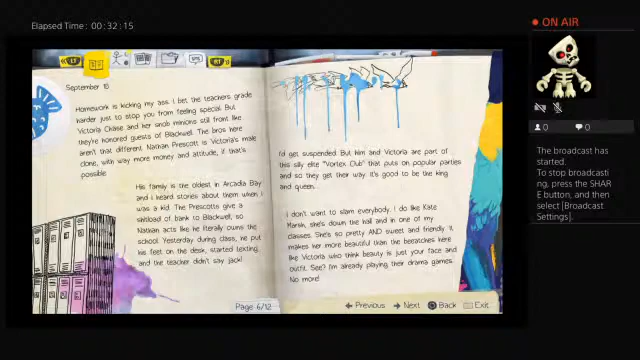 Elapsed Time : 00:32:15
ON AIR
0
0
The broadcast has
started.
To stop broadcasti
ng, press the SHAR
E button, and then
select [Broadcast
Settings].
LT
SMS
RT
September 15
Homework is kicking my ass. I bet the teachers grade
harder just to stop you from feeling special. But
Victoria Chase and her snob minions still front like
they're honored guests of Blackwell. The bros here
aren't that different. Nathan Prescott is Victoria's male
clone, with way more money and attitude, if that's
possible.
His family is the oldest in Arcadia Bay
and I heard stories about them when I
was a kid. The Prescotts give a
shitload of bank to Blackwell, so
Nathan acts like he literally owns the
school. Yesterday during class, he put
his feet on the desk, started texting,
and the teacher didn't say jack!
I'd get suspended. But him and Victoria are part of
this silly elite "Vortex Club" that puts on popular parties
and so they get their way. It's good to be the king
and queen.
I don't want to slam everybody. I do like Kate
Marsh, she's down the hall and in one of my
classes. She's so pretty AND sweet and friendly. It
makes her more beautiful than the beeatches here
like Victoria who think beauty is just your face and
outfit. See? I'm already playing their drama games.
No more!
Page 6/12
Previous
Next
Back
Exit